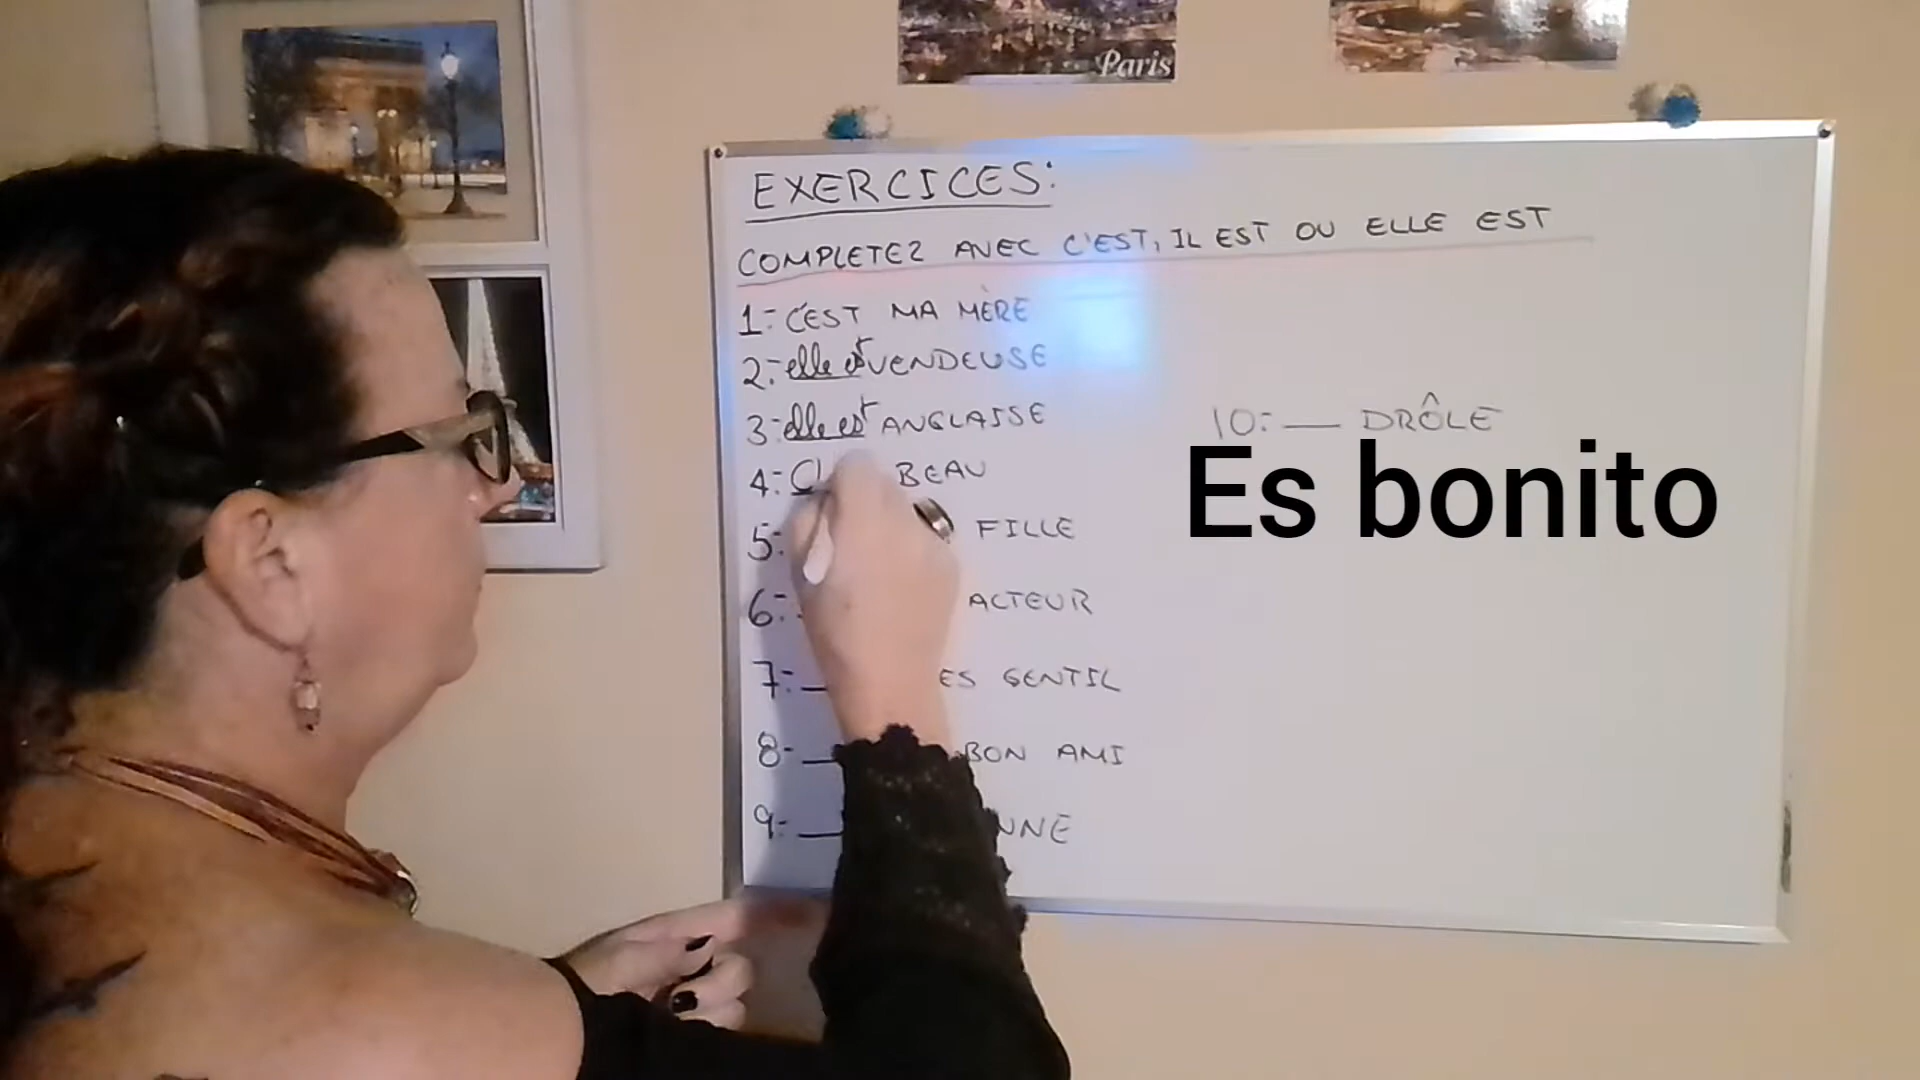 Paris
EXERCICES:
COMPLETEZ AVEC C'EST, IL EST OU ELLE EST
1: C'EST MA MÈRE
2: elle est VENDEUSE
3: elle est ANGLAISE
4: BEAU
5: FILLE
6: ACTEUR
7: ES GENTIL
8- BON AMI
9: NNE
10: __ DRÔLE
Es bonito